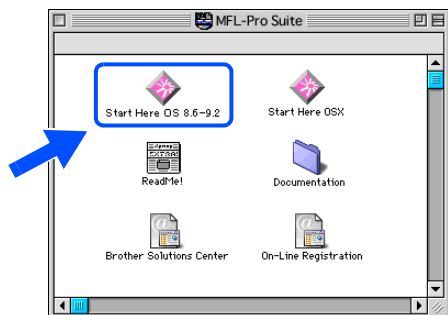 MFL-Pro Suite
Start Here OS 8.6-9.2
Start Here OSX
ReadMe!
Documentation
Brother Solutions Center
On-Line Registration